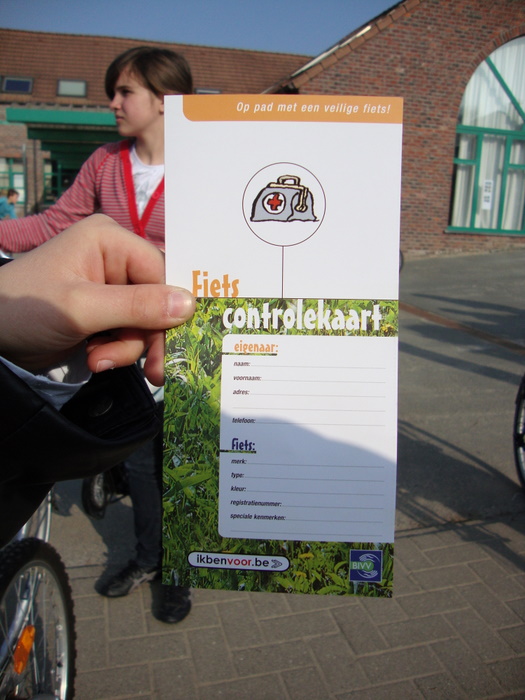 Op pad met een veilige fiets!
Fiets
controlekaart
eigenaar:
naam:
voornaam:
adres:
telefoon:
Fiets:
merk:
type:
kleur:
registratienummer:
speciale kenmerken:
ikbenvoor.be
BIVV